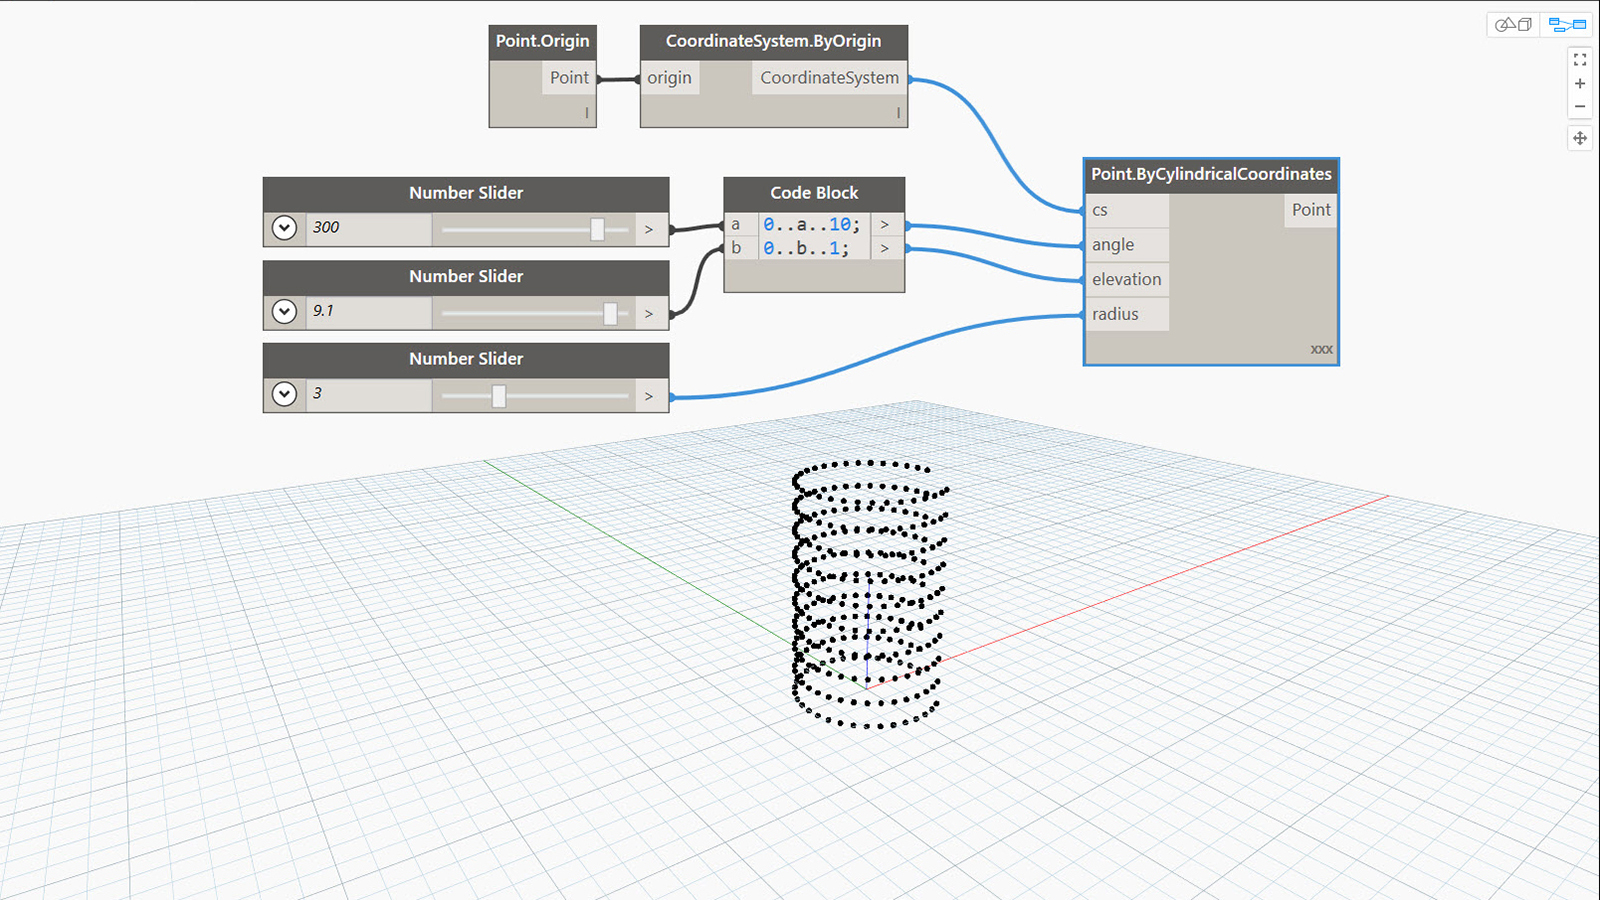 Point.Origin
Point
l
CoordinateSystem.ByOrigin
origin
CoordinateSystem
l
Number Slider
300
>
Number Slider
9.1
>
Number Slider
3
>
Code Block
a
0..a..10;
>
b
0..b..1;
>
Point.ByCylindricalCoordinates
cs
Point
angle
elevation
radius
xxx